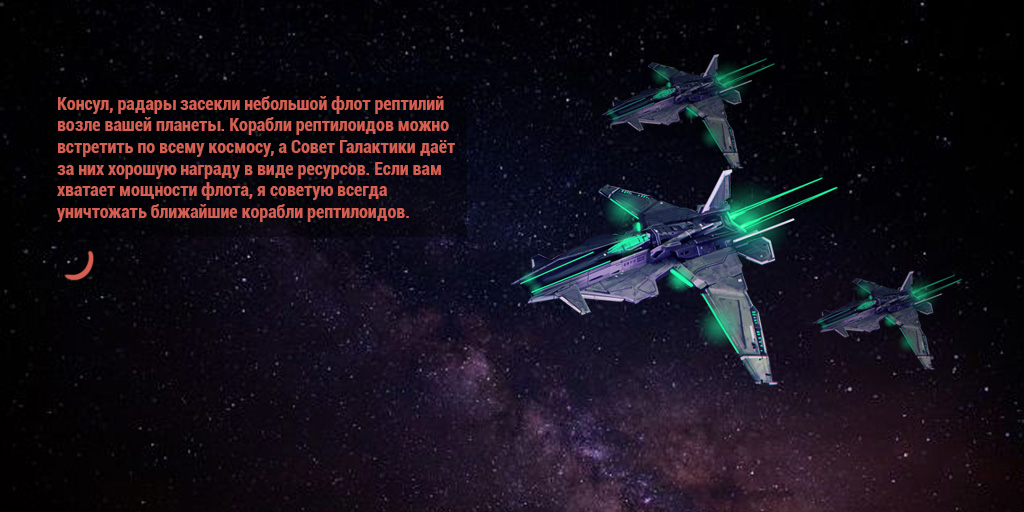 Консул, радары засекли небольшой флот рептилий
возле вашей планеты. Корабли рептилоидов можно
встретить по всему космосу, а Совет Галактики даёт
за них хорошую награду в виде ресурсов. Если вам
хватает мощности флота, я советую всегда
уничтожать ближайшие корабли рептилоидов.